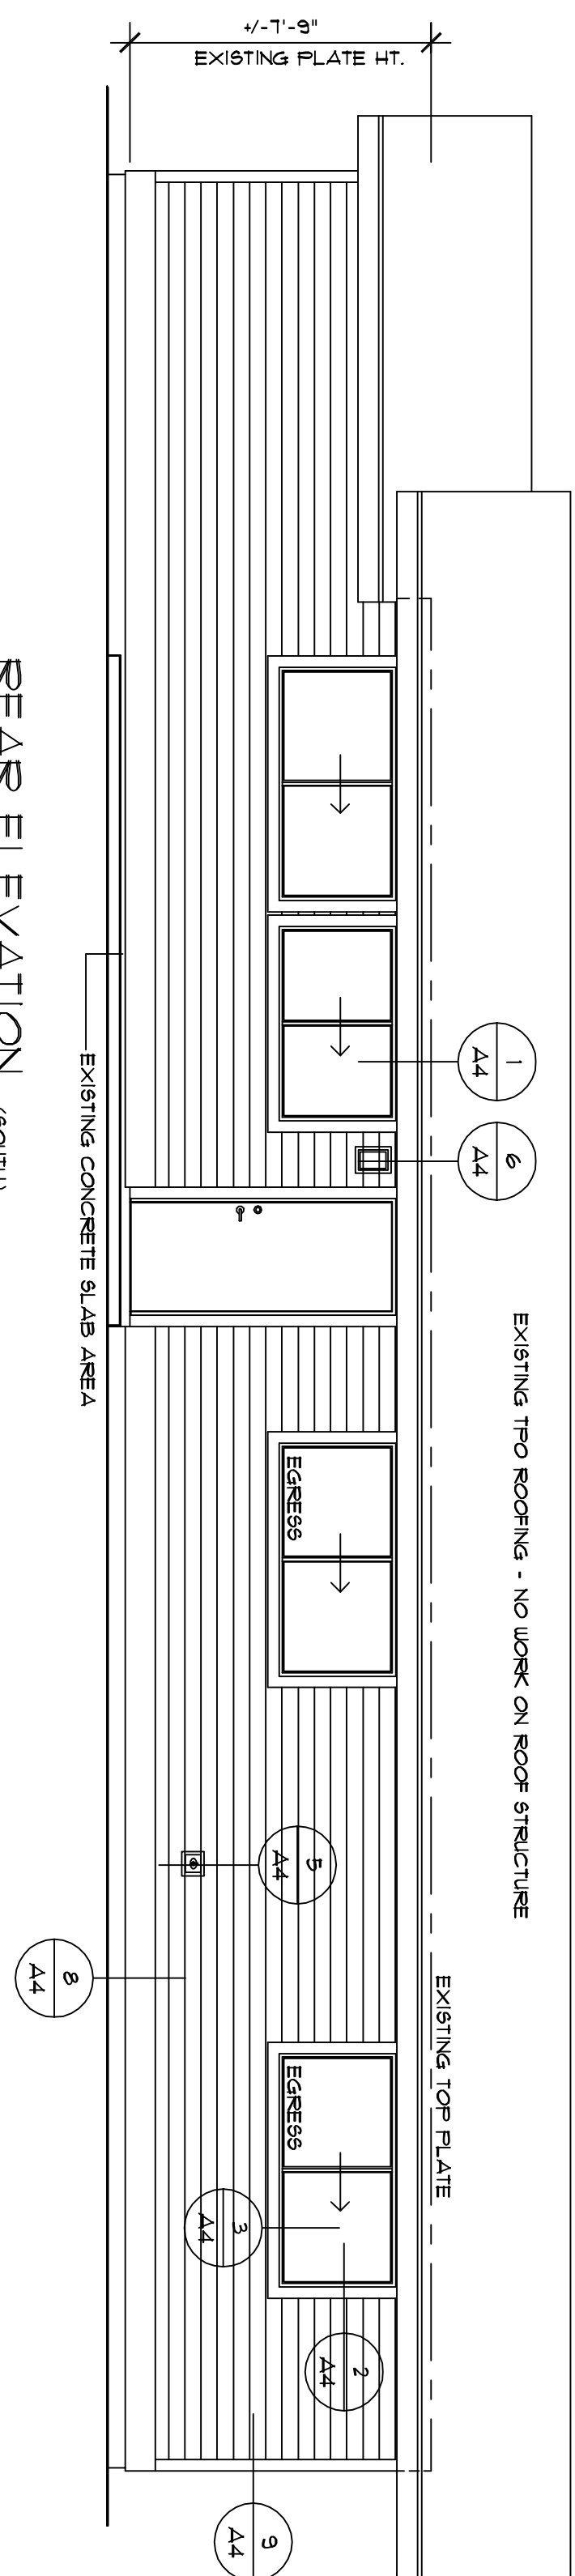 +/-7'-9"
EXISTING PLATE HT.
1
A4
6
A4
EXISTING TPO ROOFING - NO WORK ON ROOF STRUCTURE
EXISTING TOP PLATE
EGRESS
EGRESS
5
A4
3
A4
2
A4
8
A4
9
A4
EXISTING CONCRETE SLAB AREA
REAR ELEVATION